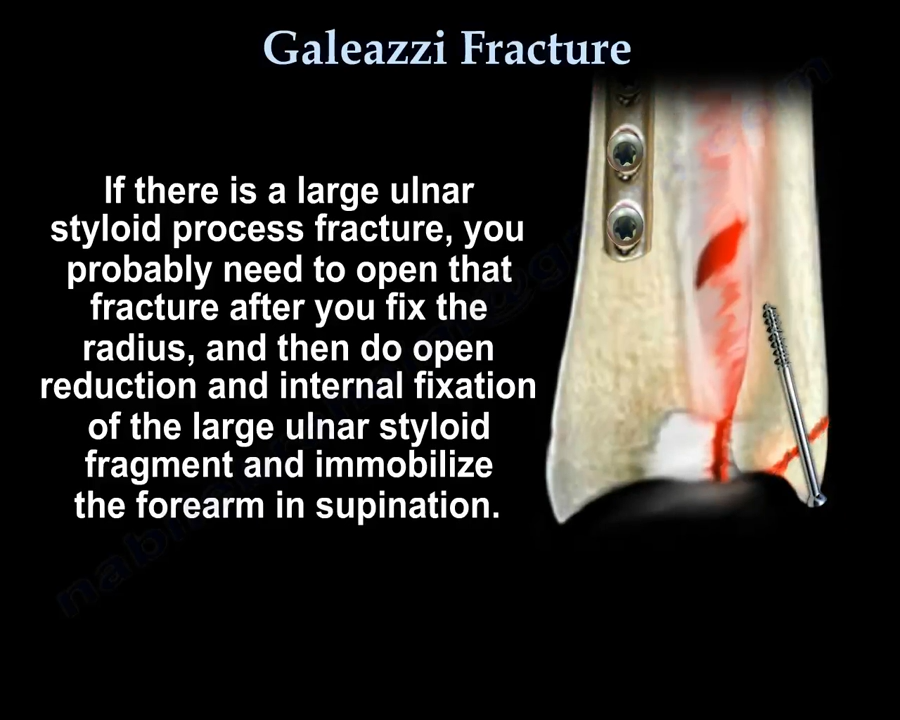 Galeazzi Fracture
If there is a large ulnar
styloid process fracture, you
probably need to open that
fracture after you fix the
radius, and then do open
reduction and internal fixation
of the large ulnar styloid
fragment and immobilize
the forearm in supination.